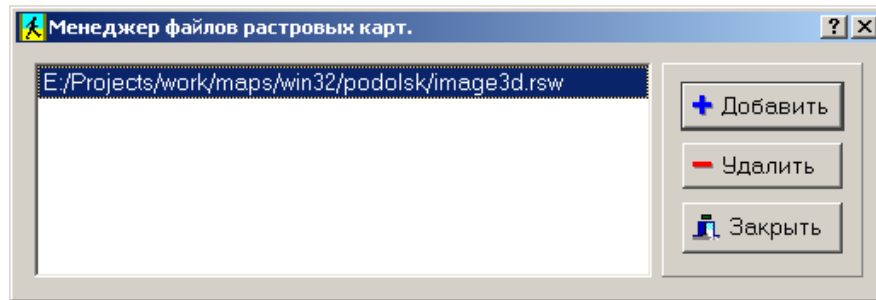 Менеджер файлов растровых карт.
E:/Projects/work/maps/win32/podolsk/image3d.rsw
Добавить
Удалить
Закрыть